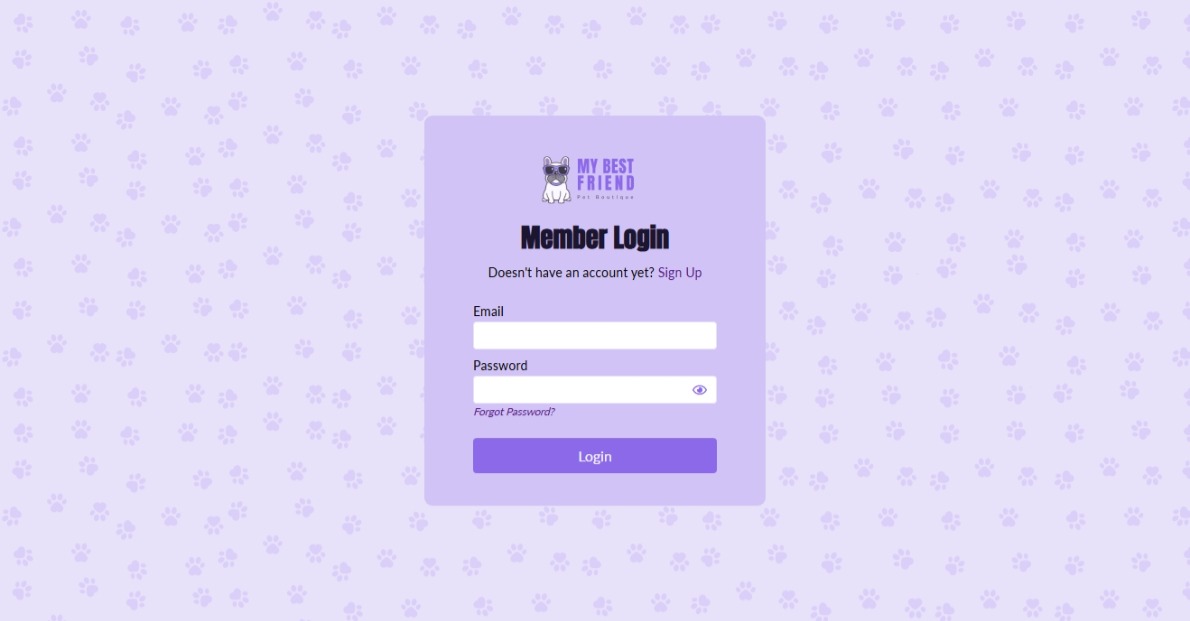 MY BEST
FRIEND
Pet Boutique
Member Login
Doesn't have an account yet? Sign Up
Email
Password
Forgot Password?
Login